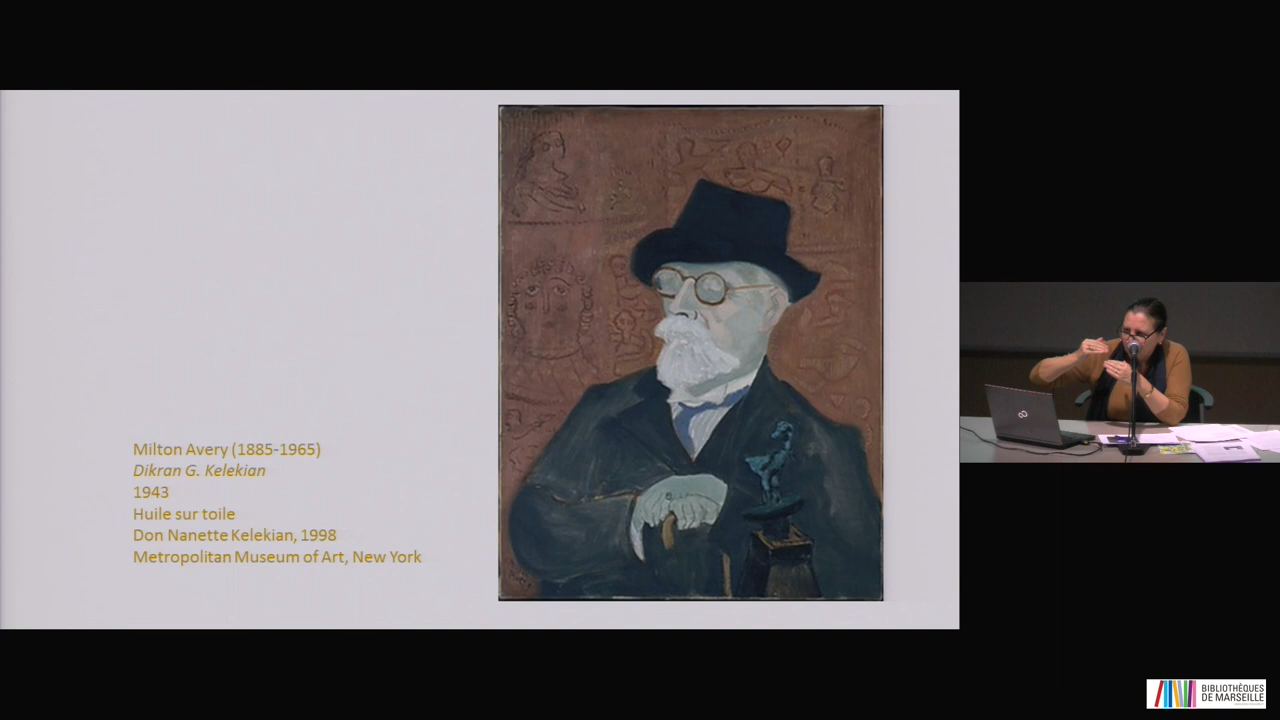 Milton Avery (1885-1965)
Dikran G. Kelekian
1943
Huile sur toile
Don Nanette Kelekian, 1998
Metropolitan Museum of Art, New York
BIBLIOTHÈQUES
DE MARSEILLE